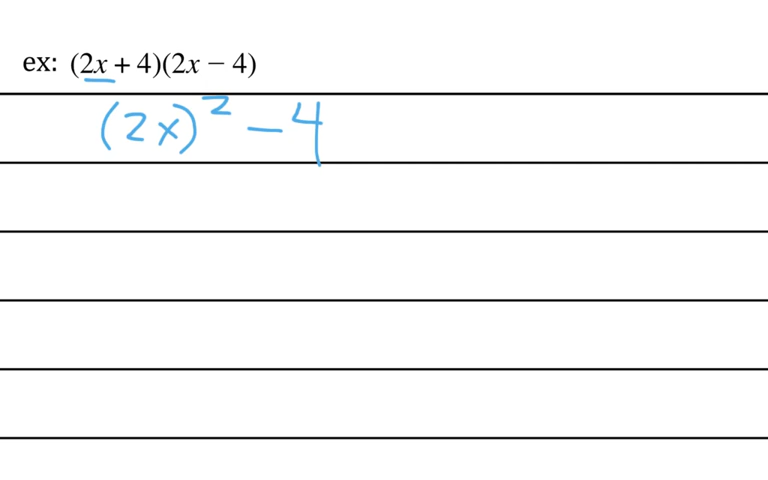 ex: (2x + 4)(2x − 4)
(2x)² − 4